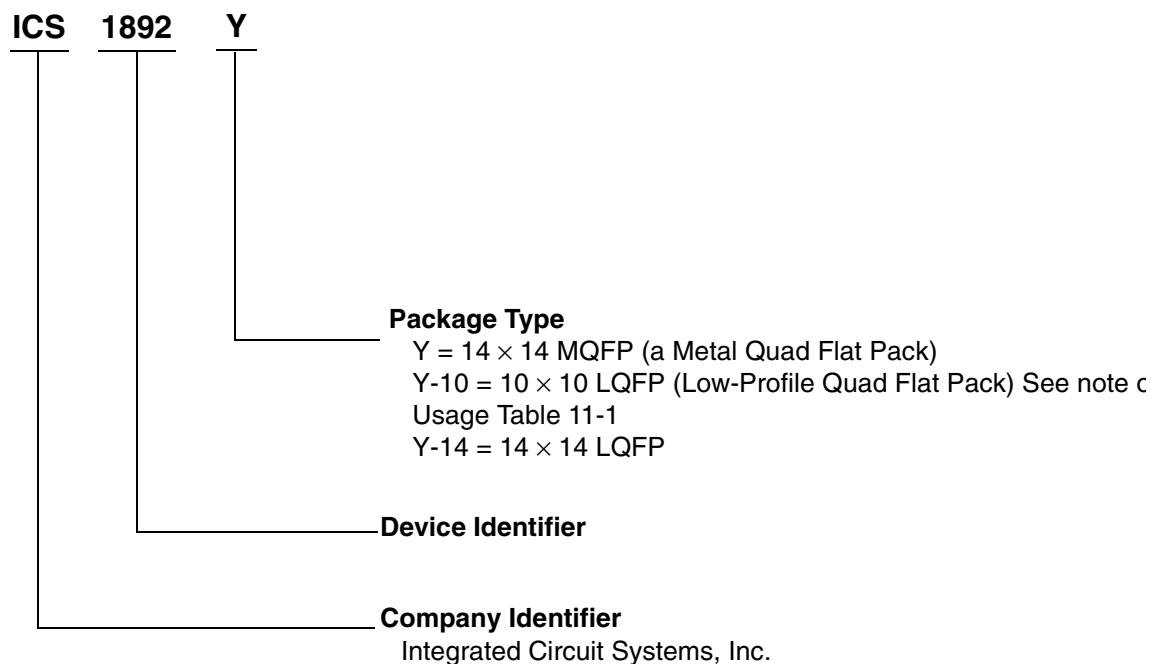 ICS 1892 Y
Package Type
Y = 14 × 14 MQFP (a Metal Quad Flat Pack)
Y-10 = 10 × 10 LQFP (Low-Profile Quad Flat Pack) See note
Usage Table 11-1
Y-14 = 14 × 14 LQFP
Device Identifier
Company Identifier
Integrated Circuit Systems, Inc.